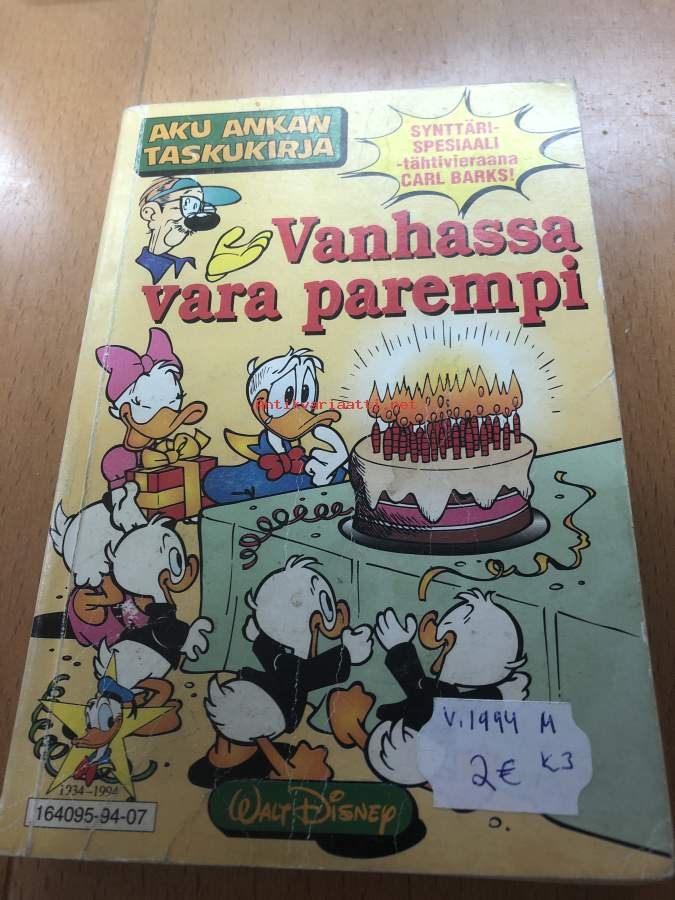 AKU ANKAN
TASKUKIRJA
SYNTTÄRI-
SPESIAALI
-tähtivieraana
CARL BARKS!
Vanhassa
vara parempi
antikvariaatti.net
V.1994 M
2€ K3
1934-1994
164095-94-07
WALT DISNEY